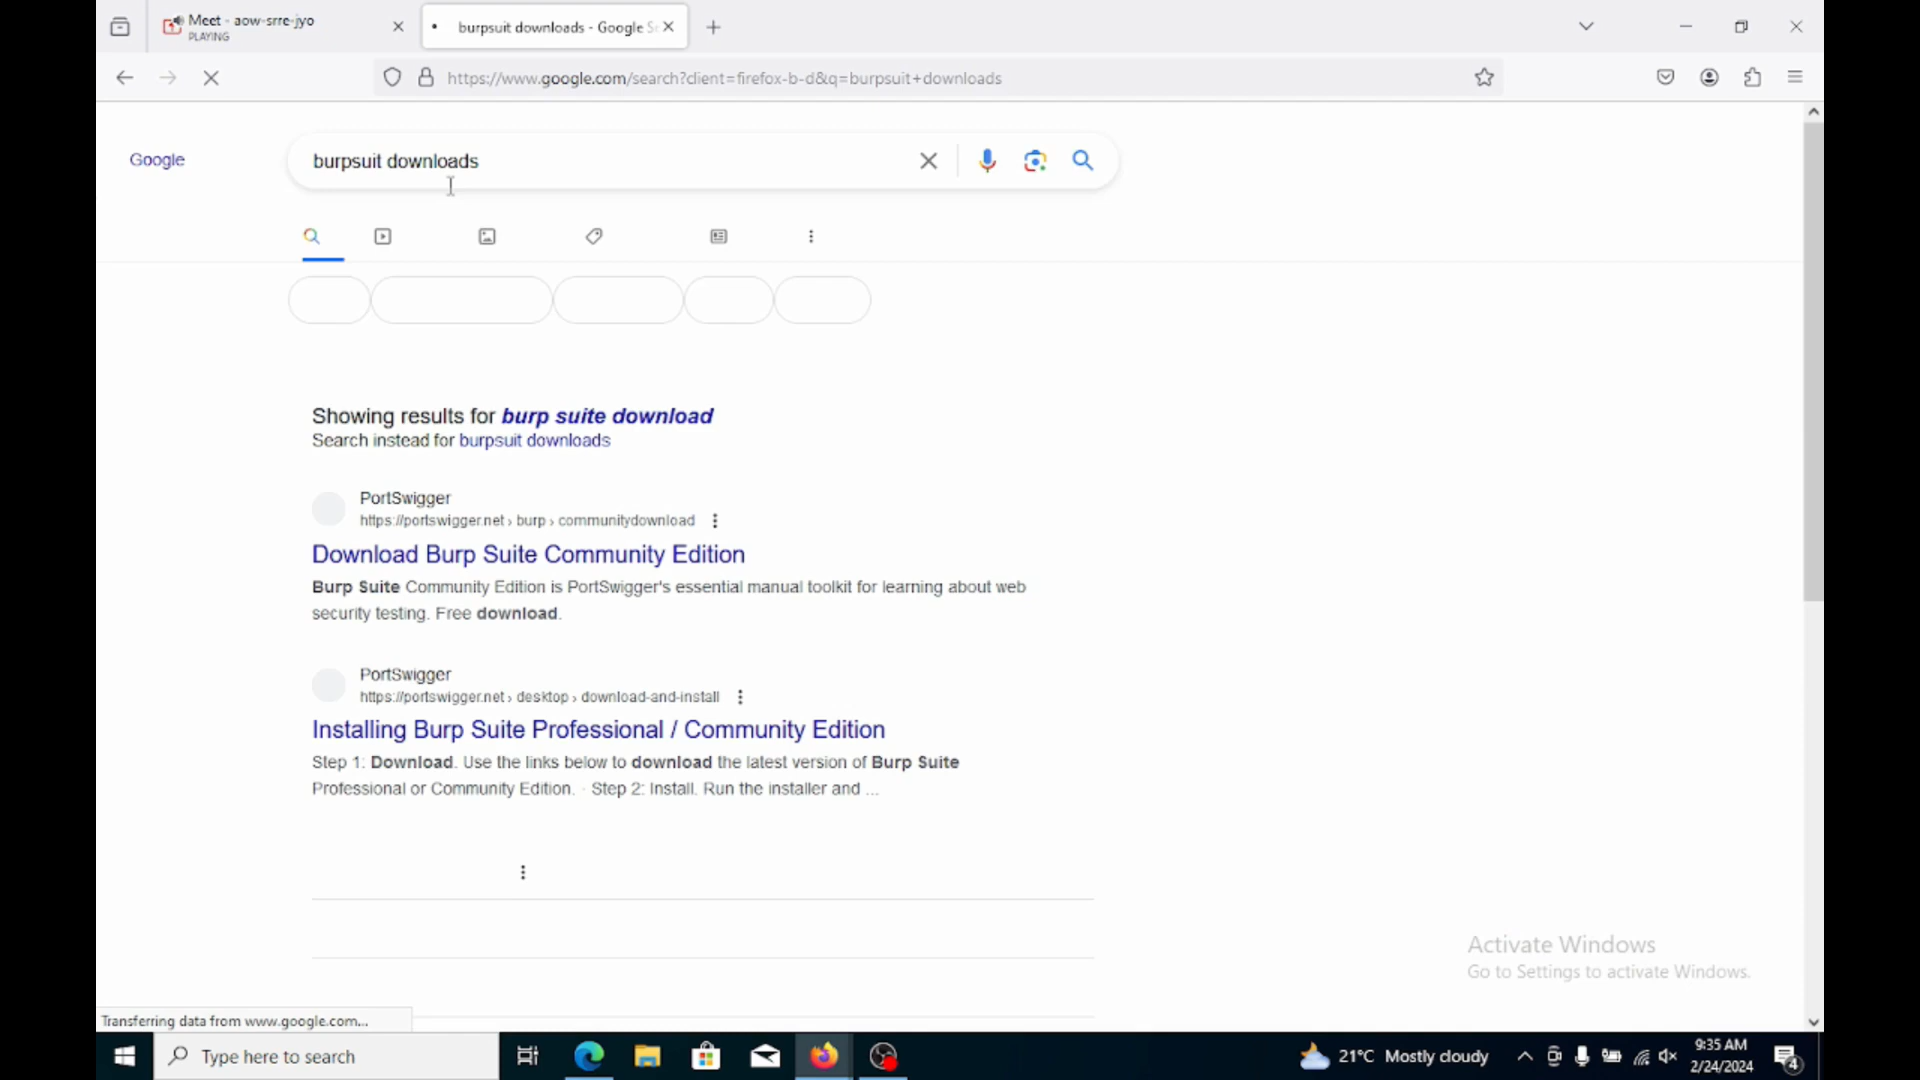 Meet - aow-srre-jyo
PLAYING
burpsuit downloads - Google S
https://www.google.com/search?client=firefox-b-d&q=burpsuit+downloads
Google
burpsuit downloads
Showing results for burp suite download
Search instead for burpsuit downloads
PortSwigger
https://portswigger.net › burp › communitydownload
Download Burp Suite Community Edition
Burp Suite Community Edition is PortSwigger's essential manual toolkit for learning about web
security testing. Free download.
PortSwigger
https://portswigger.net › desktop › download-and-install
Installing Burp Suite Professional / Community Edition
Step 1: Download. Use the links below to download the latest version of Burp Suite
Professional or Community Edition. · Step 2: Install. Run the installer and ...
Activate Windows
Go to Settings to activate Windows.
Transferring data from www.google.com...
Type here to search
21°C Mostly cloudy
9:35 AM
2/24/2024
4